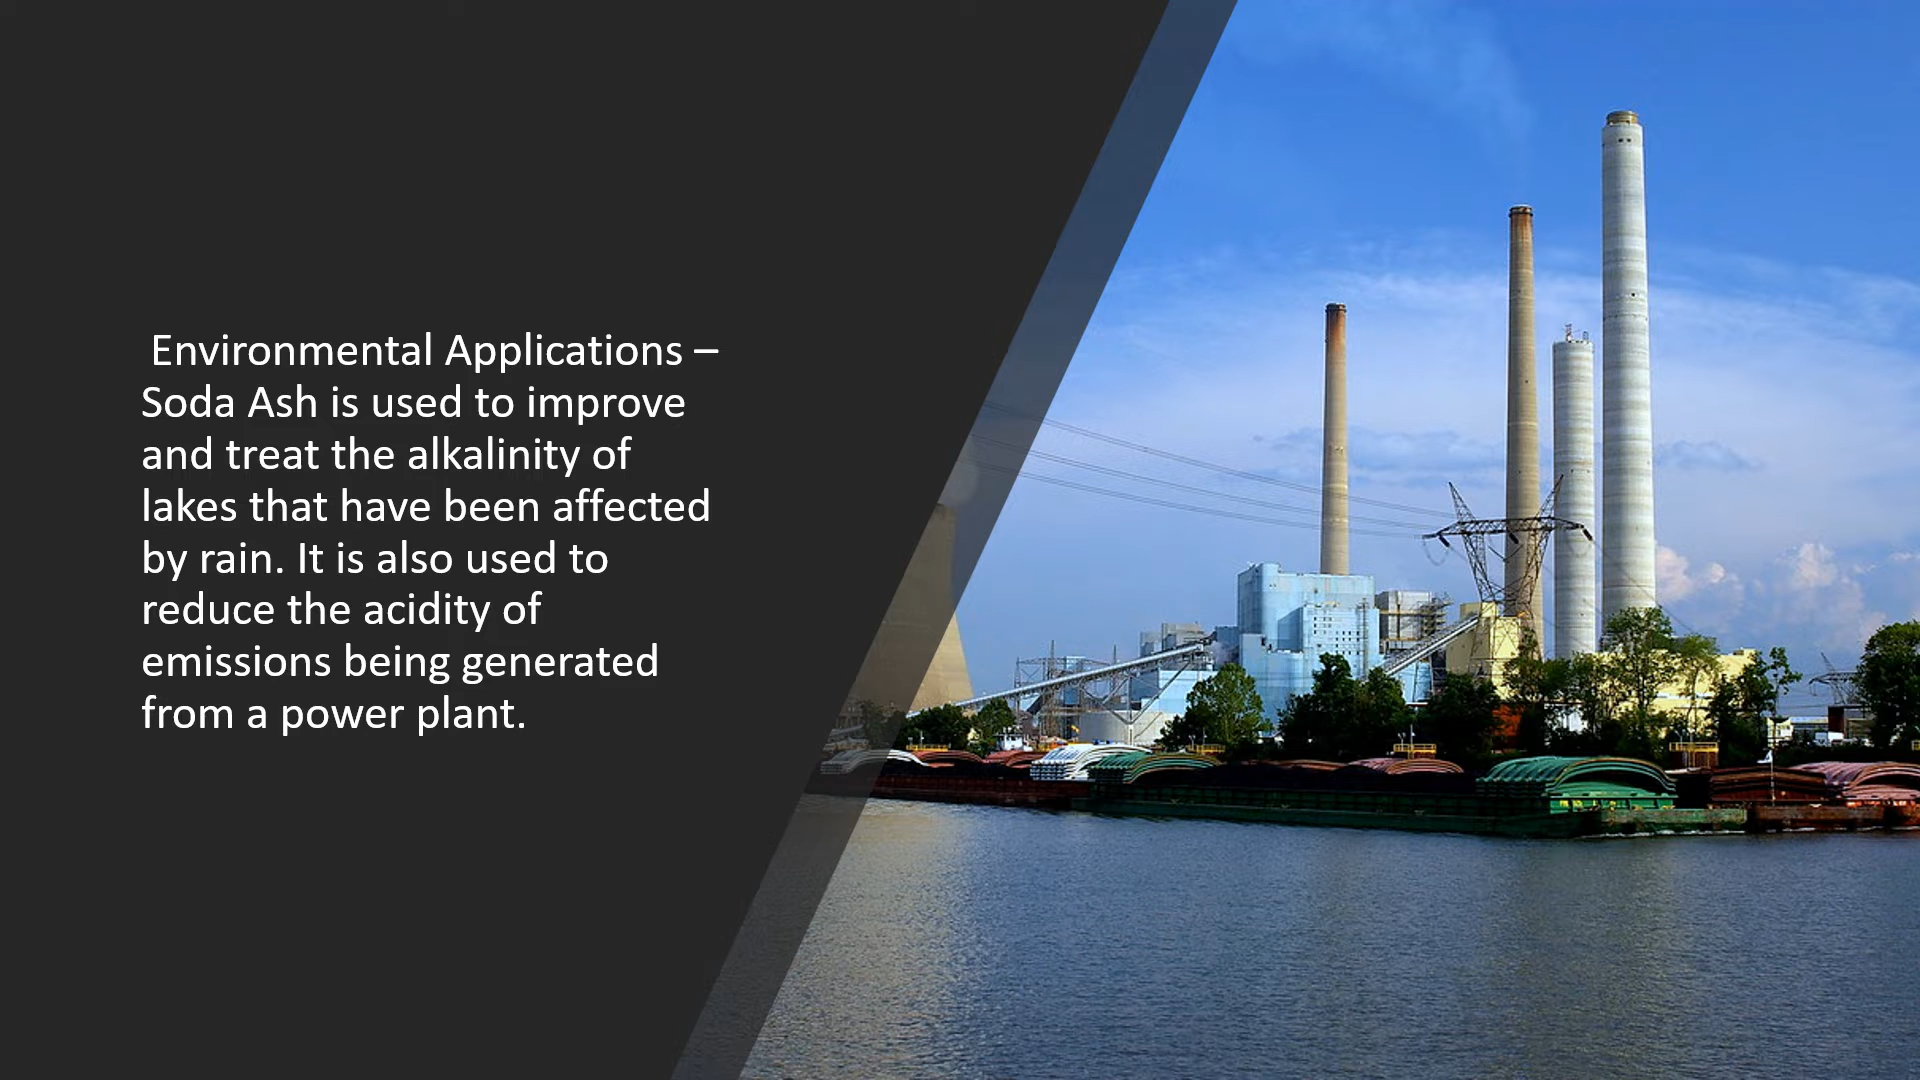 Environmental Applications –
Soda Ash is used to improve
and treat the alkalinity of
lakes that have been affected
by rain. It is also used to
reduce the acidity of
emissions being generated
from a power plant.